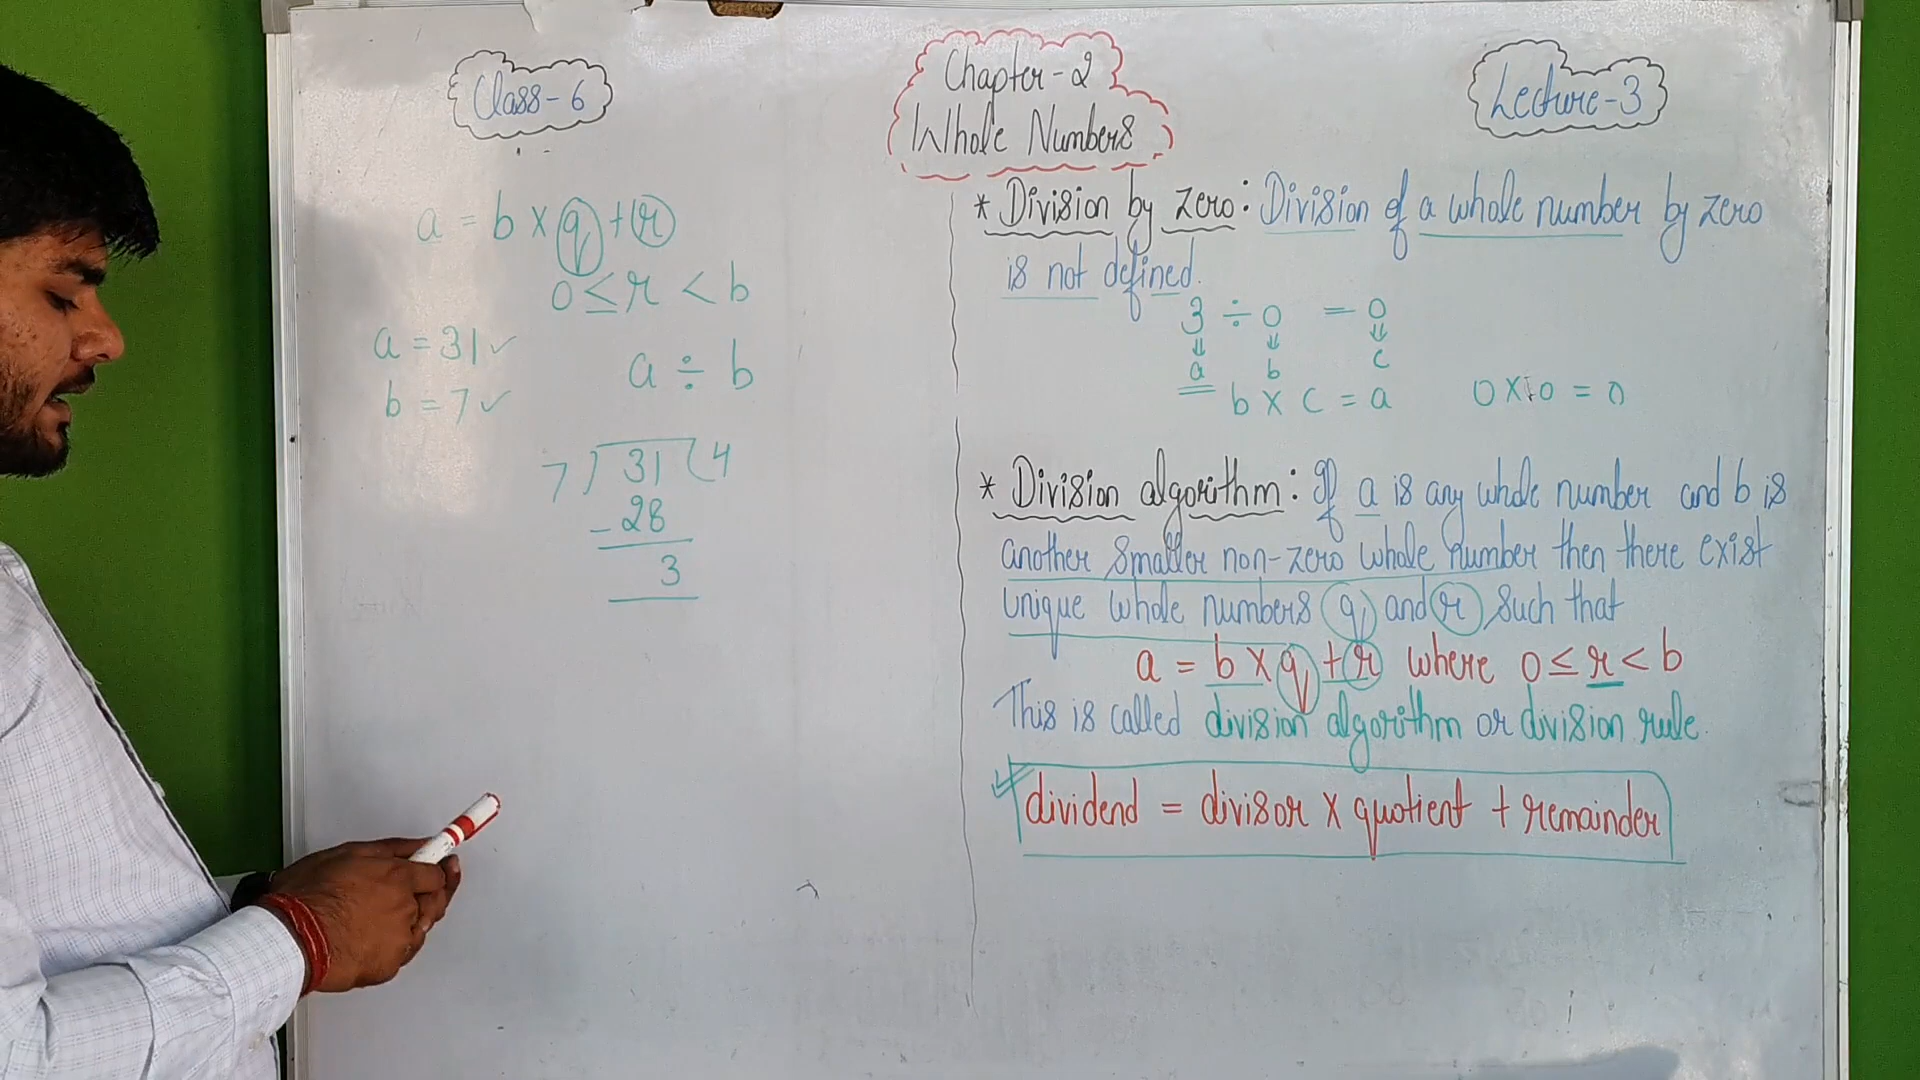 Class-6
Chapter-2
Whole Numbers
Lecture-3
a = b × q + r
0 ≤ r < b
a = 31 ✓
b = 7 ✓
a ÷ b
7 ) 31 ( 4
- 28
3
* Division by zero: Division of a whole number by zero
is not defined.
3 ÷ 0 = 0
⇓ ⇓ ⇓
a b c
b × c = a
0 × 0 = 0
* Division algorithm: If a is any whole number and b is
another smaller non-zero whole number then there exist
unique whole numbers q and r such that
a = b × q + r where 0 ≤ r < b
This is called division algorithm or division rule.
dividend = divisor × quotient + remainder